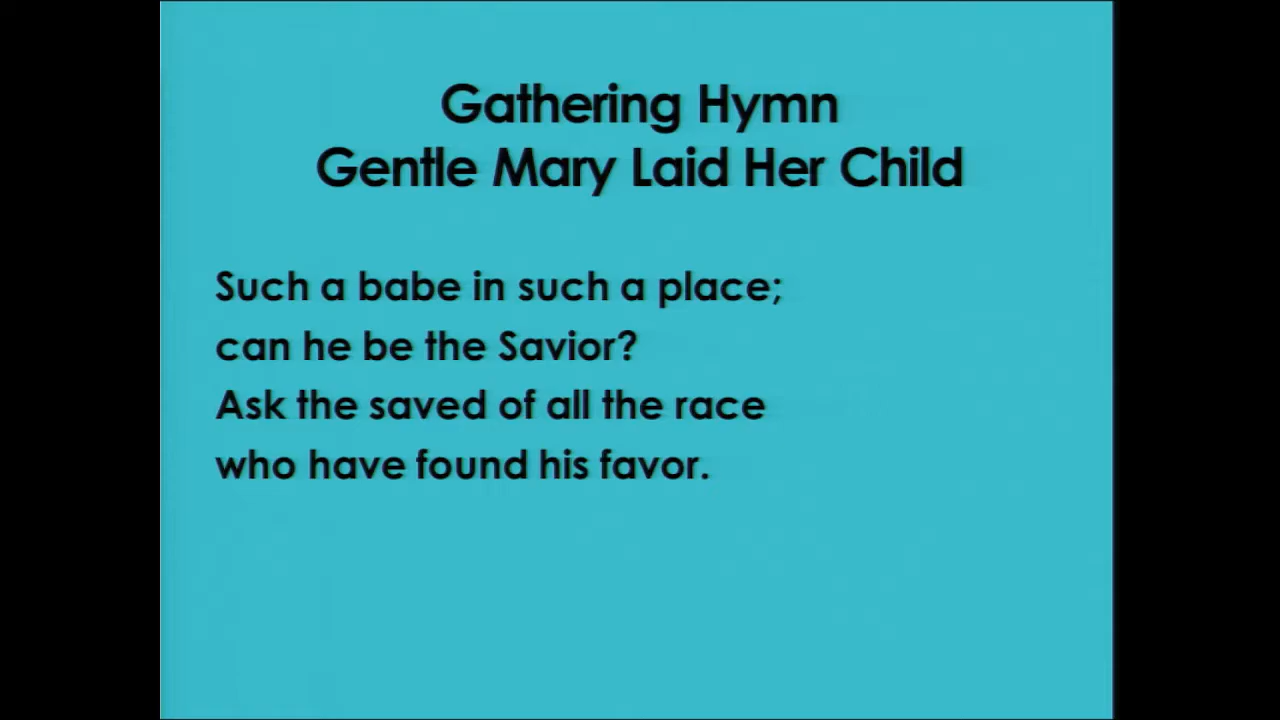 Gathering Hymn
Gentle Mary Laid Her Child
Such a babe in such a place;
can he be the Savior?
Ask the saved of all the race
who have found his favor.